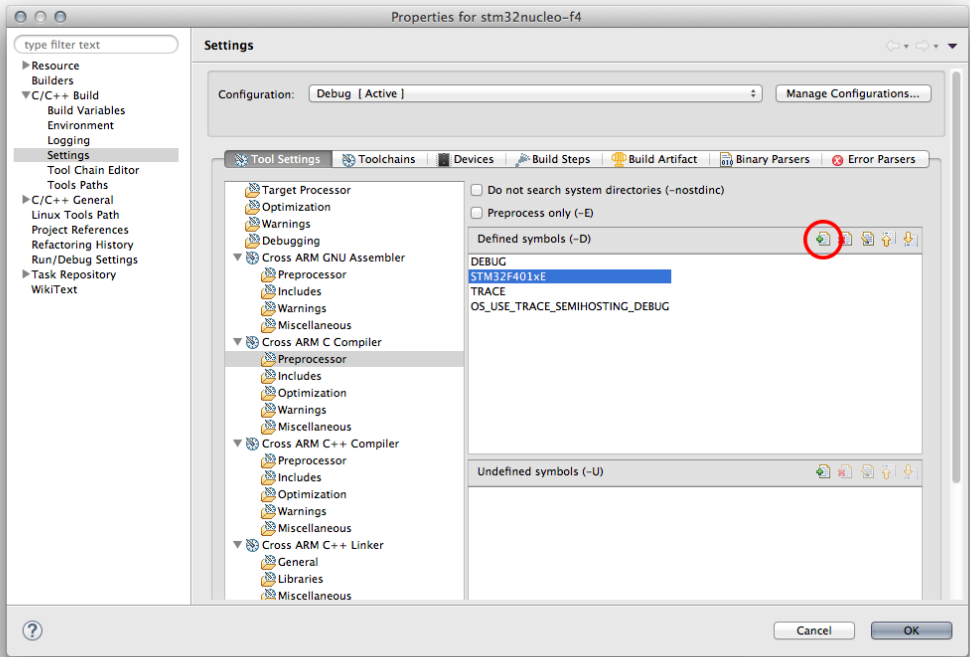 Properties for stm32nucleo-f4
type filter text
Resource
Builders
C/C++ Build
Build Variables
Environment
Logging
Settings
Tool Chain Editor
Tools Paths
C/C++ General
Linux Tools Path
Project References
Refactoring History
Run/Debug Settings
Task Repository
WikiText
Settings
Configuration: Debug [ Active ] Manage Configurations...
Tool Settings Toolchains Devices Build Steps Build Artifact Binary Parsers Error Parsers
Target Processor
Optimization
Warnings
Debugging
Cross ARM GNU Assembler
Preprocessor
Includes
Warnings
Miscellaneous
Cross ARM C Compiler
Preprocessor
Includes
Optimization
Warnings
Miscellaneous
Cross ARM C++ Compiler
Preprocessor
Includes
Optimization
Warnings
Miscellaneous
Cross ARM C++ Linker
General
Libraries
Miscellaneous
Do not search system directories (-nostdinc)
Preprocess only (-E)
Defined symbols (-D)
DEBUG
STM32F401xE
TRACE
OS_USE_TRACE_SEMIHOSTING_DEBUG
Undefined symbols (-U)
Cancel OK